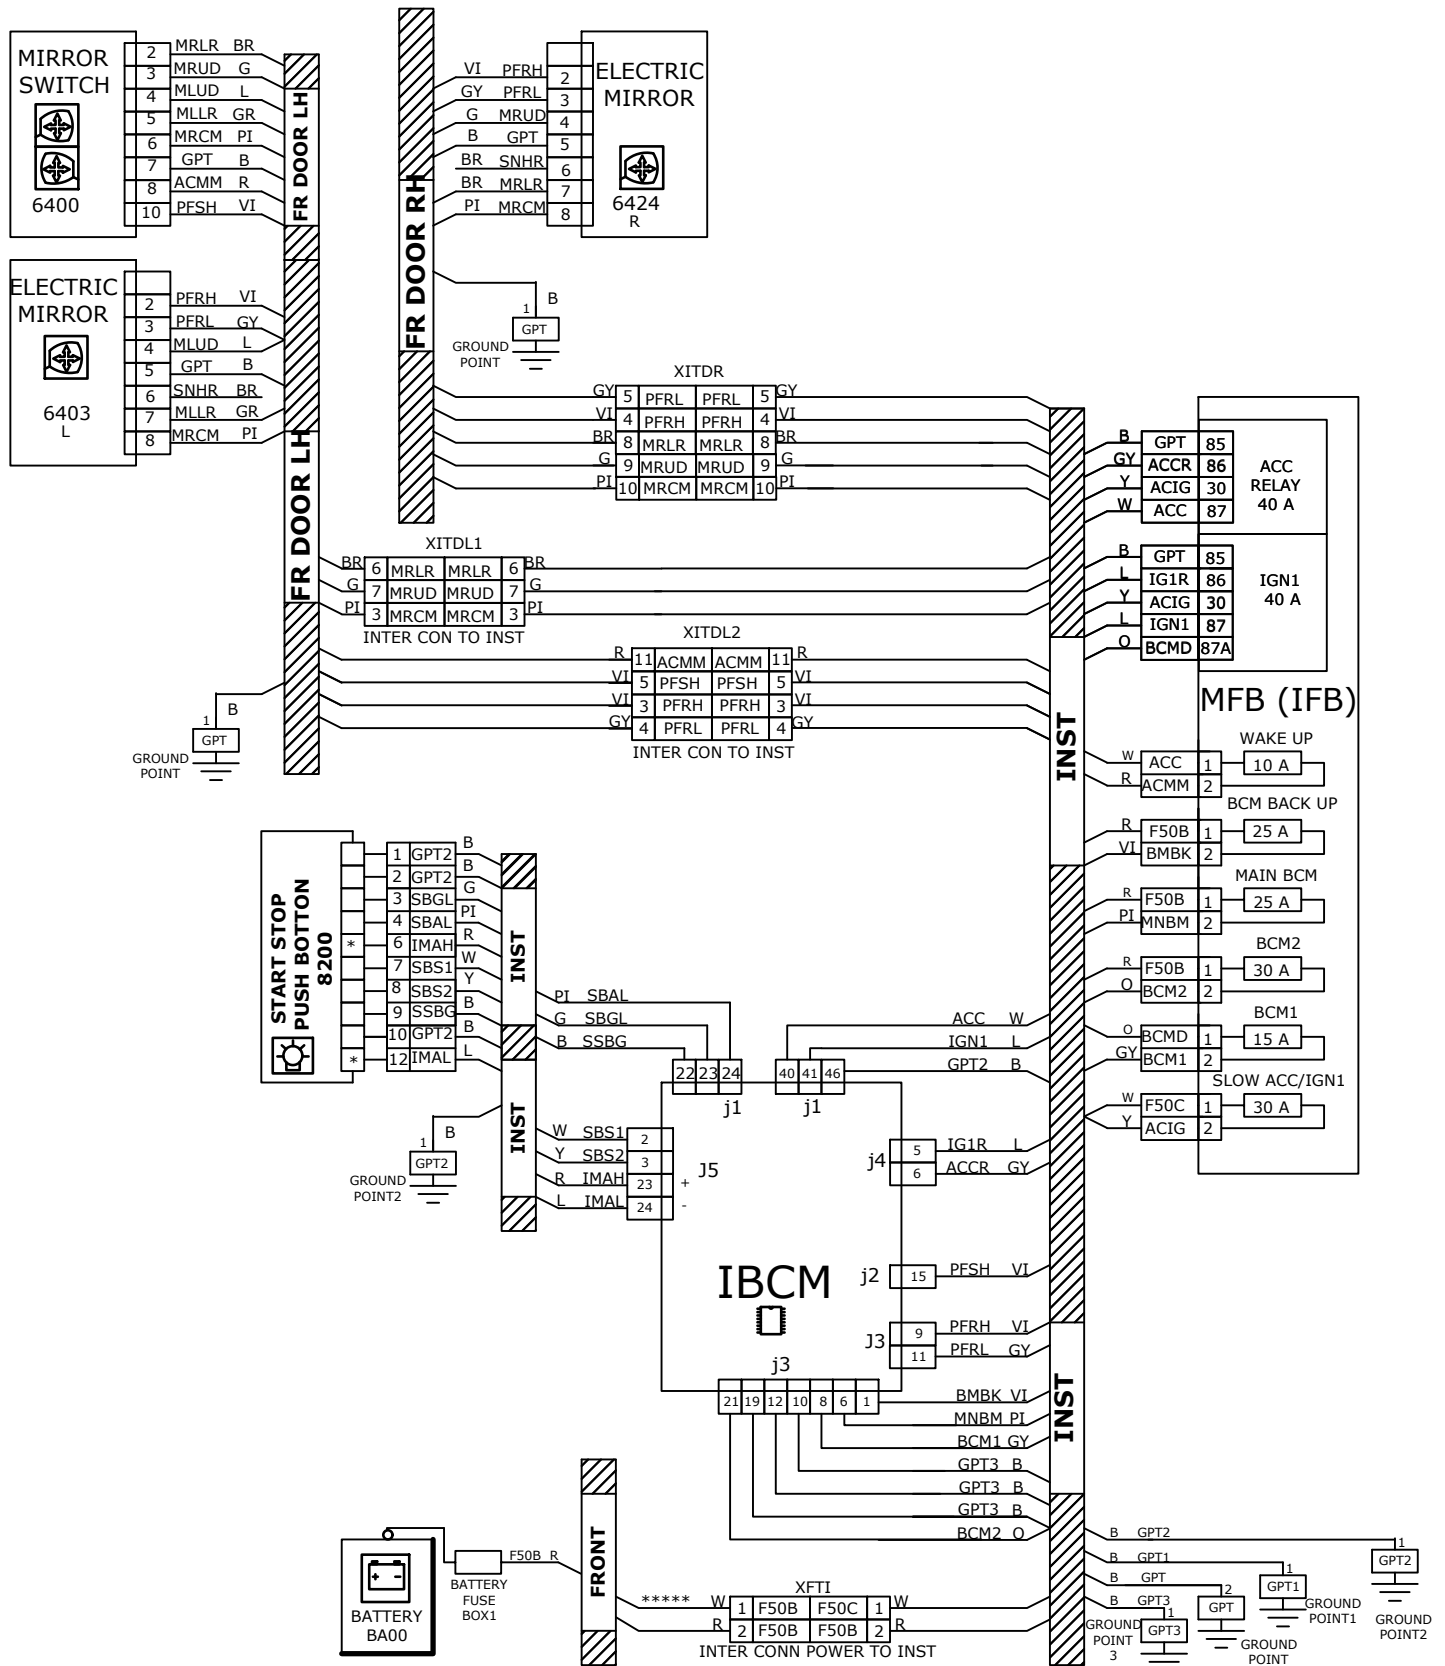 MIRROR
SWITCH
6400
2 MRLR BR
3 MRUD G
4 MLUD L
5 MLLR GR
6 MRCM PI
7 GPT B
8 ACMM R
10 PFSH VI
FR DOOR LH
ELECTRIC
MIRROR
6403
L
2 PFRH VI
3 PFRL GY
4 MLUD L
5 GPT B
6 SNHR BR
7 MLLR GR
8 MRCM PI
FR DOOR LH
FR DOOR RH
VI PFRH 2
GY PFRL 3
G MRUD 4
B GPT 5
BR SNHR 6
BR MRLR 7
PI MRCM 8
ELECTRIC
MIRROR
6424
R
B
1
GPT
GROUND
POINT
XITDR
GY 5 PFRL PFRL 5 GY
VI 4 PFRH PFRH 4 VI
BR 8 MRLR MRLR 8 BR
G 9 MRUD MRUD 9 G
PI 10 MRCM MRCM 10 PI
XITDL1
BR 6 MRLR MRLR 6 BR
G 7 MRUD MRUD 7 G
PI 3 MRCM MRCM 3 PI
INTER CON TO INST
XITDL2
R 11 ACMM ACMM 11 R
VI 5 PFSH PFSH 5 VI
VI 3 PFRH PFRH 3 VI
GY 4 PFRL PFRL 4 GY
INTER CON TO INST
B
1
GPT
GROUND
POINT
INST
B GPT 85
GY ACCR 86
Y ACIG 30
W ACC 87
ACC
RELAY
40 A
B GPT 85
L IG1R 86
Y ACIG 30
L IGN1 87
O BCMD 87A
IGN1
40 A
MFB (IFB)
WAKE UP
W ACC 1 10 A
R ACMM 2
BCM BACK UP
R F50B 1 25 A
VI BMBK 2
MAIN BCM
R F50B 1 25 A
PI MNBM 2
BCM2
R F50B 1 30 A
O BCM2 2
BCM1
O BCMD 1 15 A
GY BCM1 2
SLOW ACC/IGN1
W F50C 1 30 A
Y ACIG 2
START STOP
PUSH BOTTON
8200
1 GPT2 B
2 GPT2 B
3 SBGL G
4 SBAL PI
* 6 IMAH R
7 SBS1 W
8 SBS2 Y
9 SSBG B
10 GPT2 B
* 12 IMAL L
INST
INST
B
1
GPT2
GROUND
POINT2
PI SBAL
G SBGL
B SSBG
22 23 24
j1
40 41 46
j1
ACC W
IGN1 L
GPT2 B
W SBS1 2
Y SBS2 3
R IMAH 23 +
L IMAL 24 -
J5
j4
5 IG1R L
6 ACCR GY
j2
15 PFSH VI
IBCM
J3
9 PFRH VI
11 PFRL GY
j3
21 19 12 10 8 6 1
BMBK VI
MNBM PI
BCM1 GY
GPT3 B
GPT3 B
GPT3 B
BCM2 O
INST
BATTERY
BA00
BATTERY
FUSE
BOX1
F50B R
FRONT
XFTI
***** W 1 F50B F50C 1 W
R 2 F50B F50B 2 R
INTER CONN POWER TO INST
B GPT2
1
GPT2
GROUND
POINT2
B GPT1
1
GPT1
GROUND
POINT1
B GPT
2
GPT
GROUND
POINT
B GPT3
1
GPT3
GROUND
POINT
3